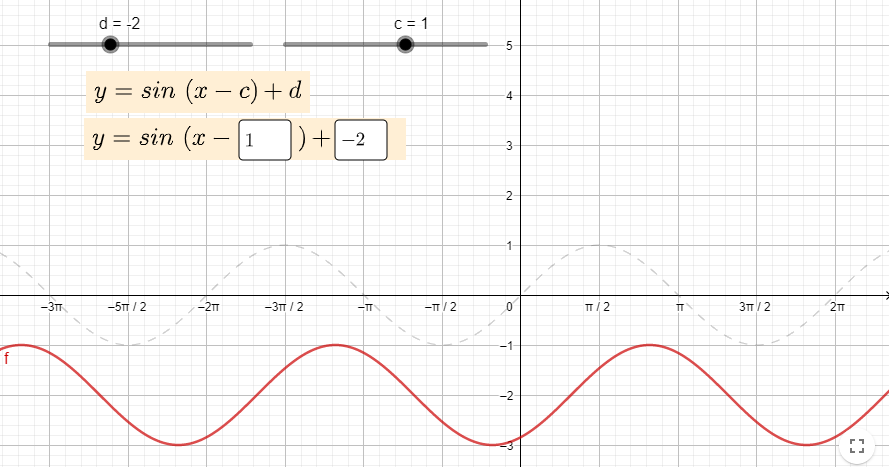 d = -2
c = 1
y = sin (x − c) + d
y = sin (x − 1 ) + −2
5
4
3
2
1
−3π −5π / 2 −2π −3π / 2 −π −π / 2 0 π / 2 π 3π / 2 2π
−1
f
−2
−3